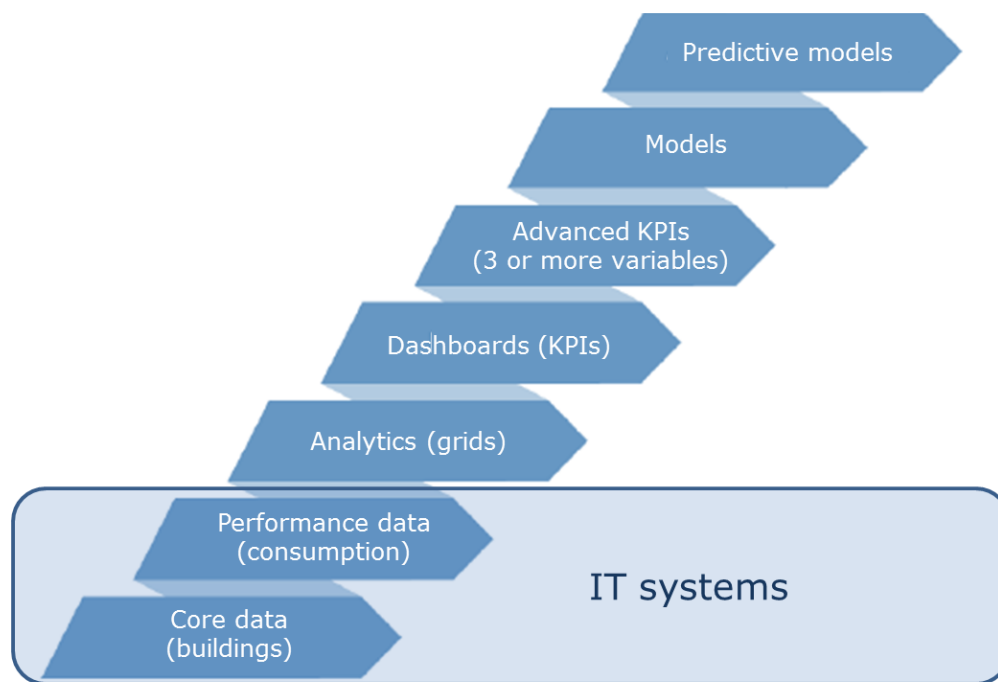 Predictive models
Models
Advanced KPIs
(3 or more variables)
Dashboards (KPIs)
Analytics (grids)
Performance data
(consumption)
IT systems
Core data
(buildings)